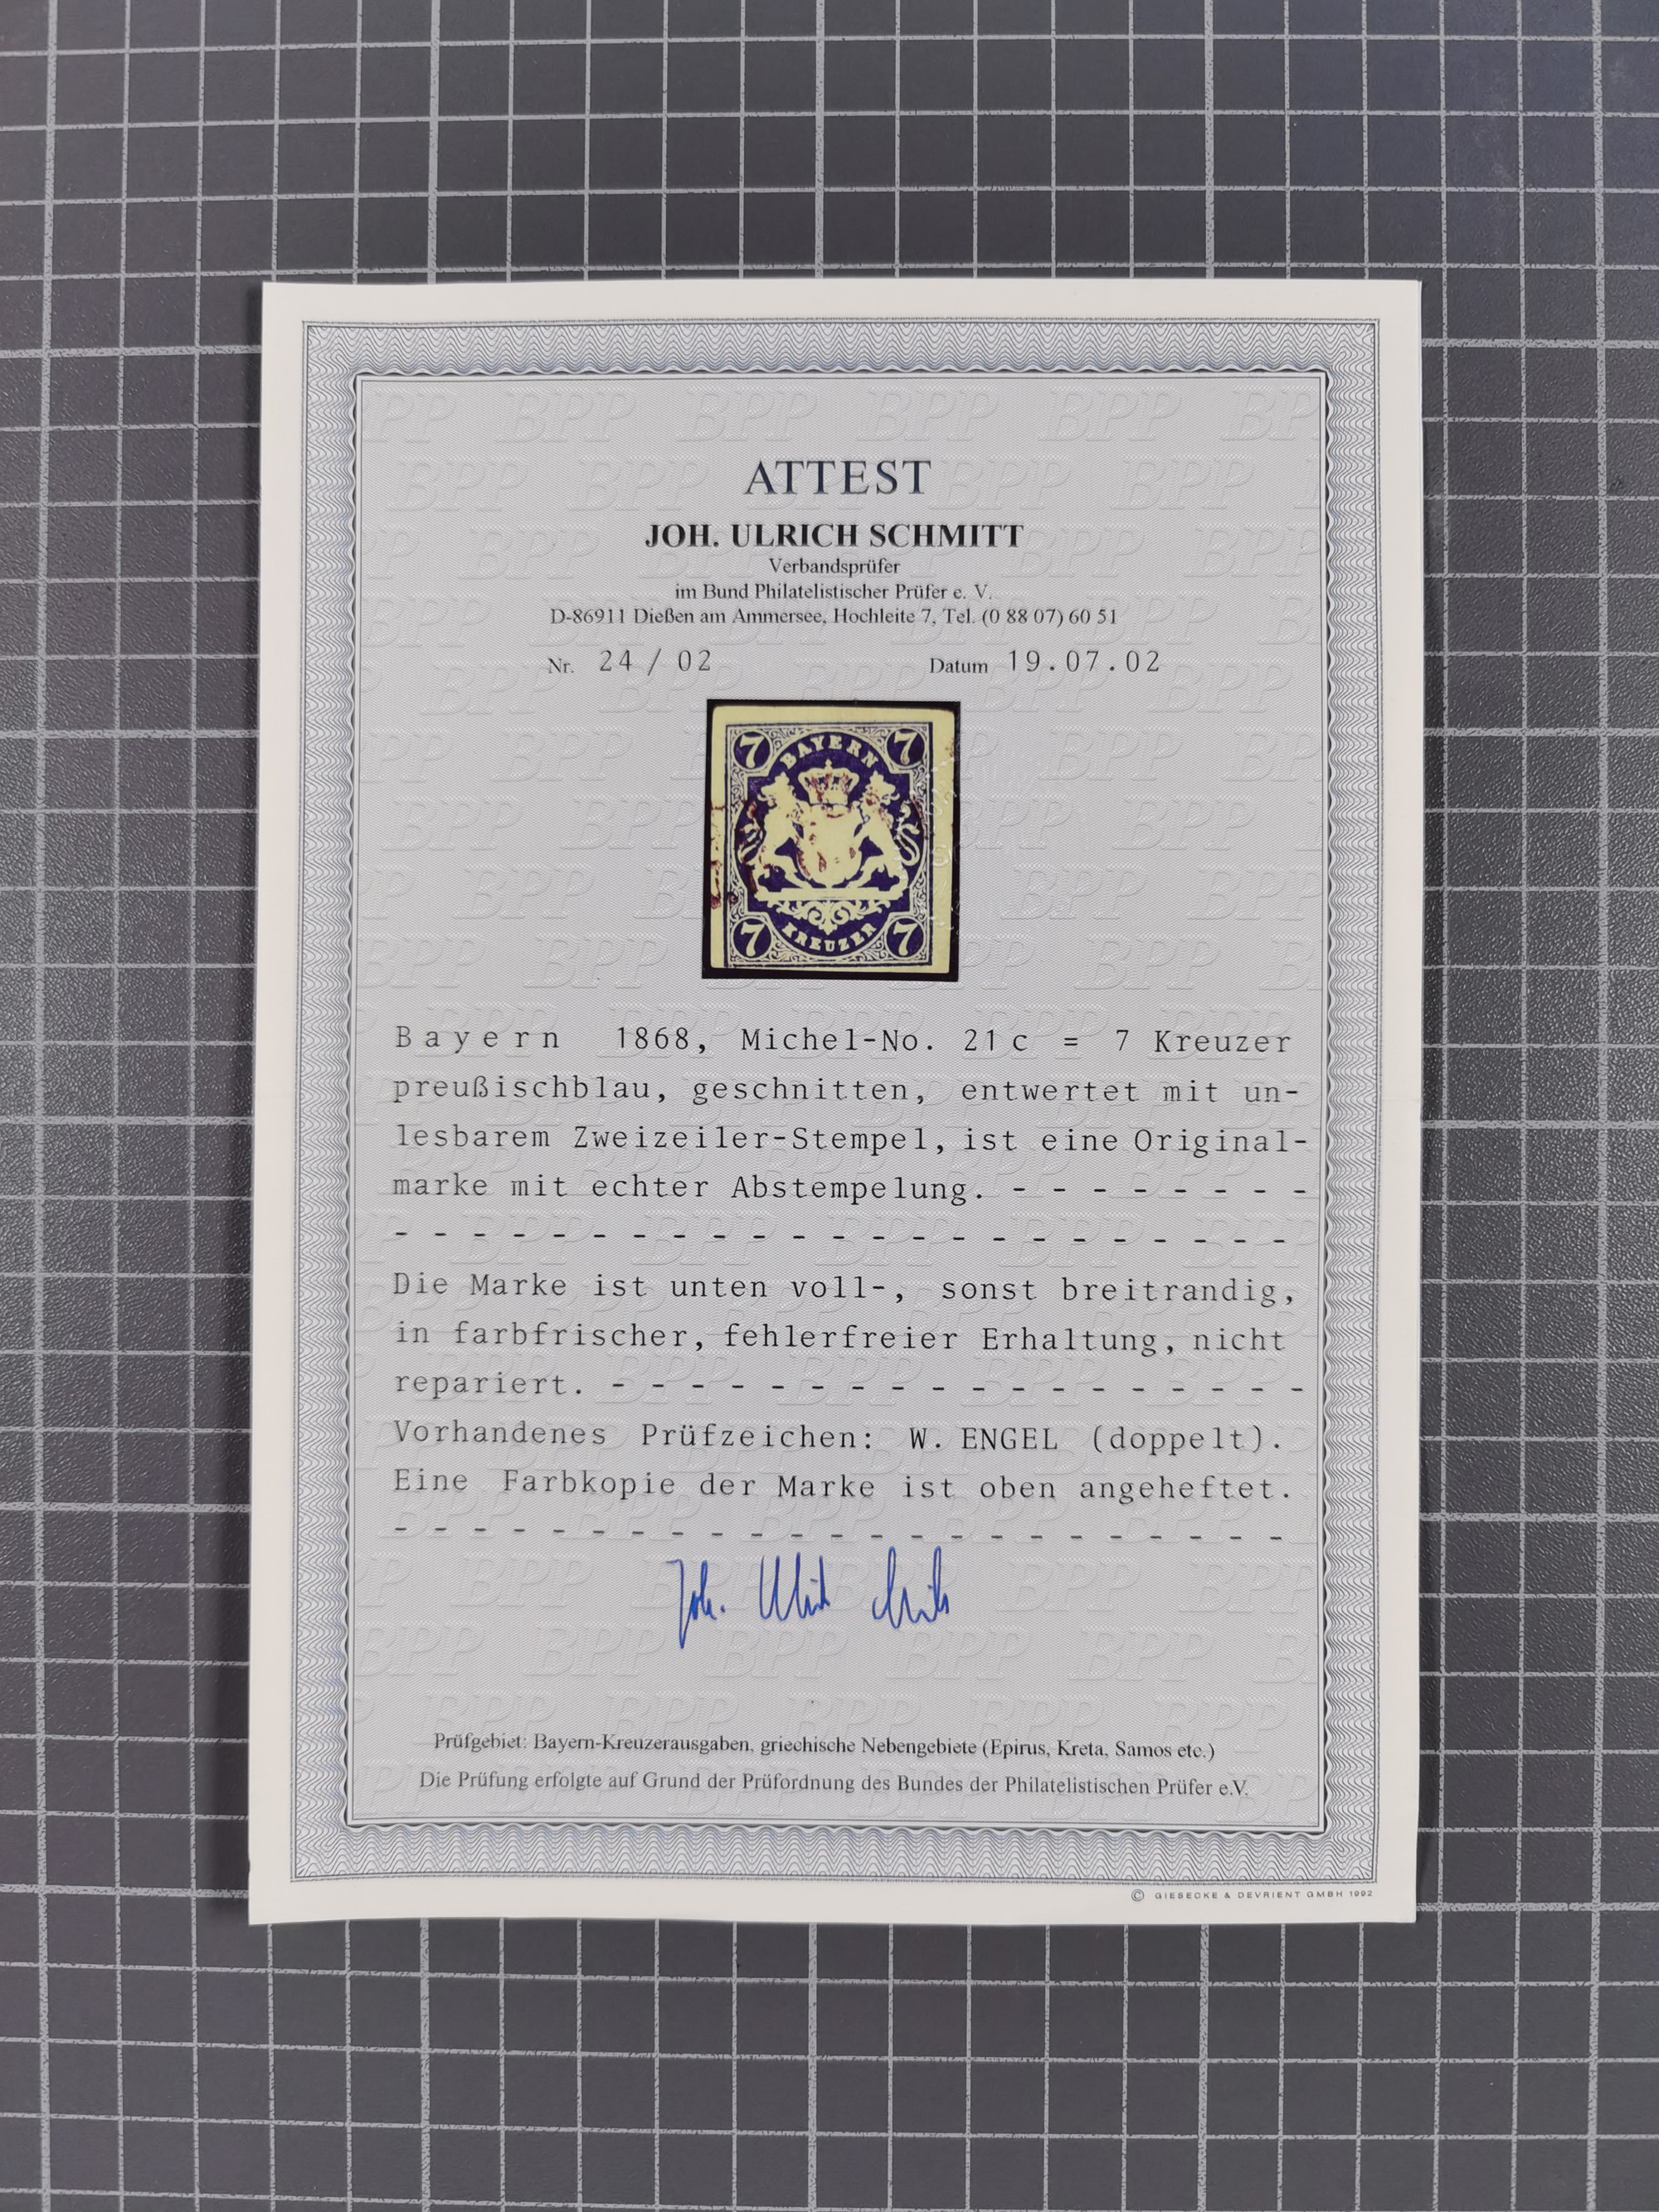 ATTEST
JOH. ULRICH SCHMITT
Verbandsprüfer
im Bund Philatelistischer Prüfer e. V.
D-86911 Dießen am Ammersee, Hochleite 7, Tel. (0 88 07) 60 51
Nr. 24 / 02 Datum 19.07.02
7 BAYERN 7
7 KREUZER 7
Bayern 1868, Michel-No. 21 c = 7 Kreuzer
preußischblau, geschnitten, entwertet mit un-
lesbarem Zweizeiler-Stempel, ist eine Original-
marke mit echter Abstempelung. - - - - - - - -
- - - - - - - - - - - - - - - - - - - - - - -
Die Marke ist unten voll-, sonst breitrandig,
in farbfrischer, fehlerfreier Erhaltung, nicht
repariert. - - - - - - - - - - - - - - - - - -
Vorhandenes Prüfzeichen: W. ENGEL (doppelt).
Eine Farbkopie der Marke ist oben angeheftet.
- - - - - - - - - - - - - - - - - - - - - - -
Joh. Ulrich Schmitt
Prüfgebiet: Bayern-Kreuzerausgaben, griechische Nebengebiete (Epirus, Kreta, Samos etc.)
Die Prüfung erfolgte auf Grund der Prüfordnung des Bundes der Philatelistischen Prüfer e.V.
© GIESECKE & DEVRIENT GMBH 1992